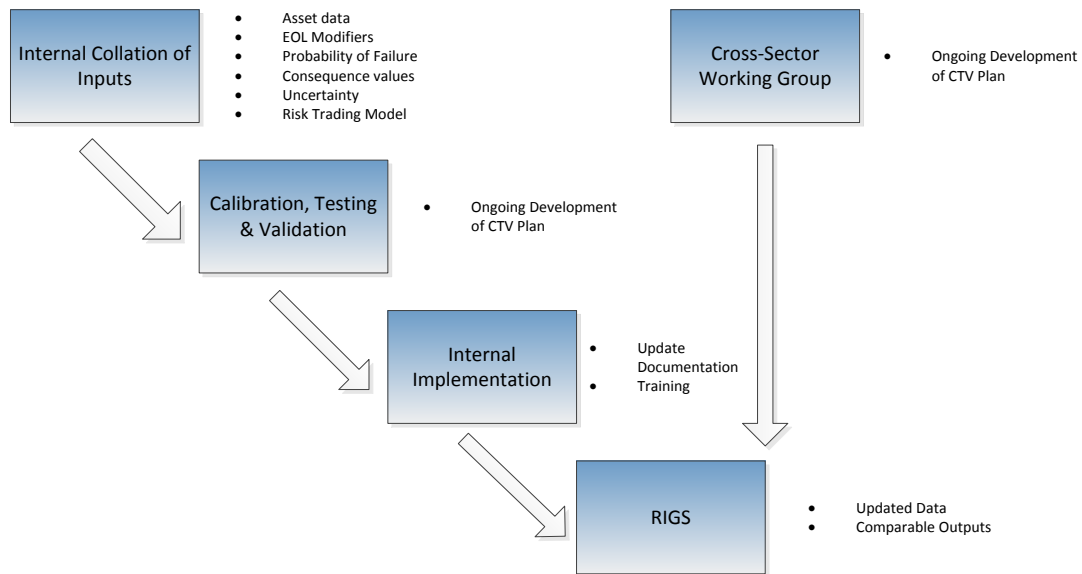 Internal Collation of
Inputs
• Asset data
• EOL Modifiers
• Probability of Failure
• Consequence values
• Uncertainty
• Risk Trading Model
Cross-Sector
Working Group
• Ongoing Development
of CTV Plan
Calibration, Testing
& Validation
• Ongoing Development
of CTV Plan
Internal
Implementation
• Update
Documentation
• Training
RIGS
• Updated Data
• Comparable Outputs